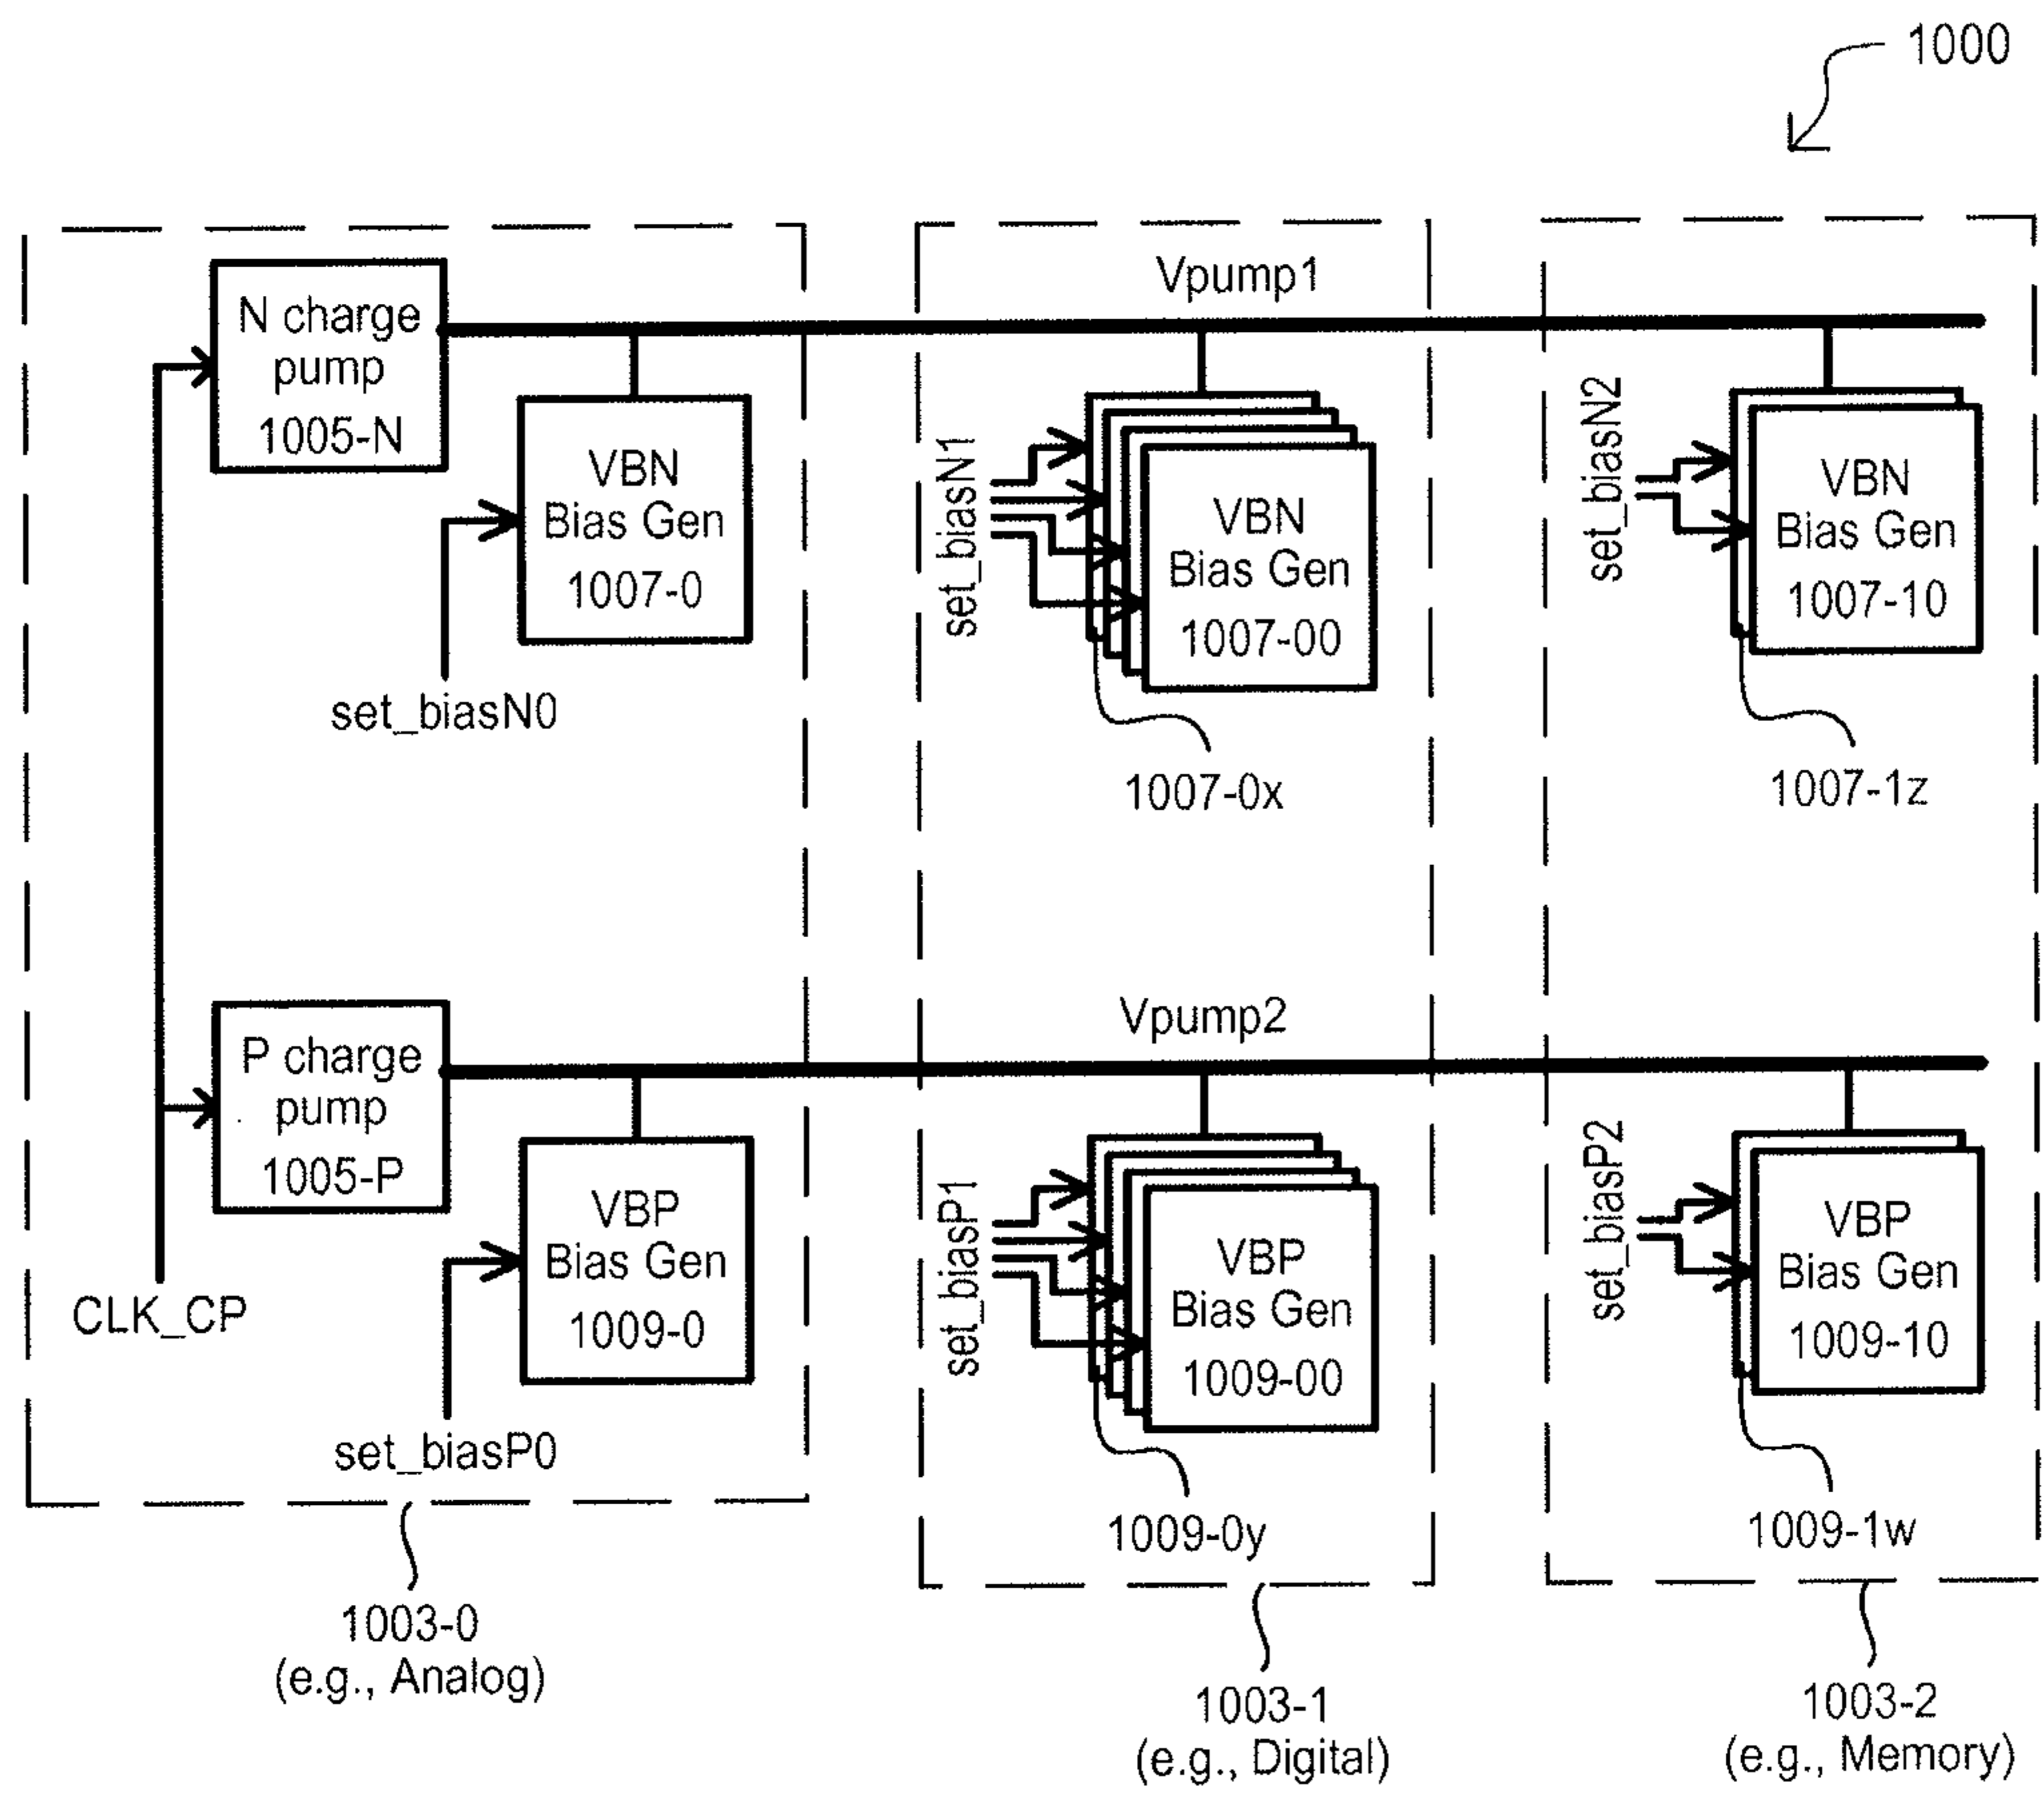 1000
N charge
pump
1005-N
VBN
Bias Gen
1007-0
set_biasN0
Vpump1
set_biasN1
VBN
Bias Gen
1007-00
1007-0x
set_biasN2
VBN
Bias Gen
1007-10
1007-1z
P charge
pump
1005-P
CLK_CP
VBP
Bias Gen
1009-0
set_biasP0
Vpump2
set_biasP1
VBP
Bias Gen
1009-00
1009-0y
set_biasP2
VBP
Bias Gen
1009-10
1009-1w
1003-0
(e.g., Analog)
1003-1
(e.g., Digital)
1003-2
(e.g., Memory)